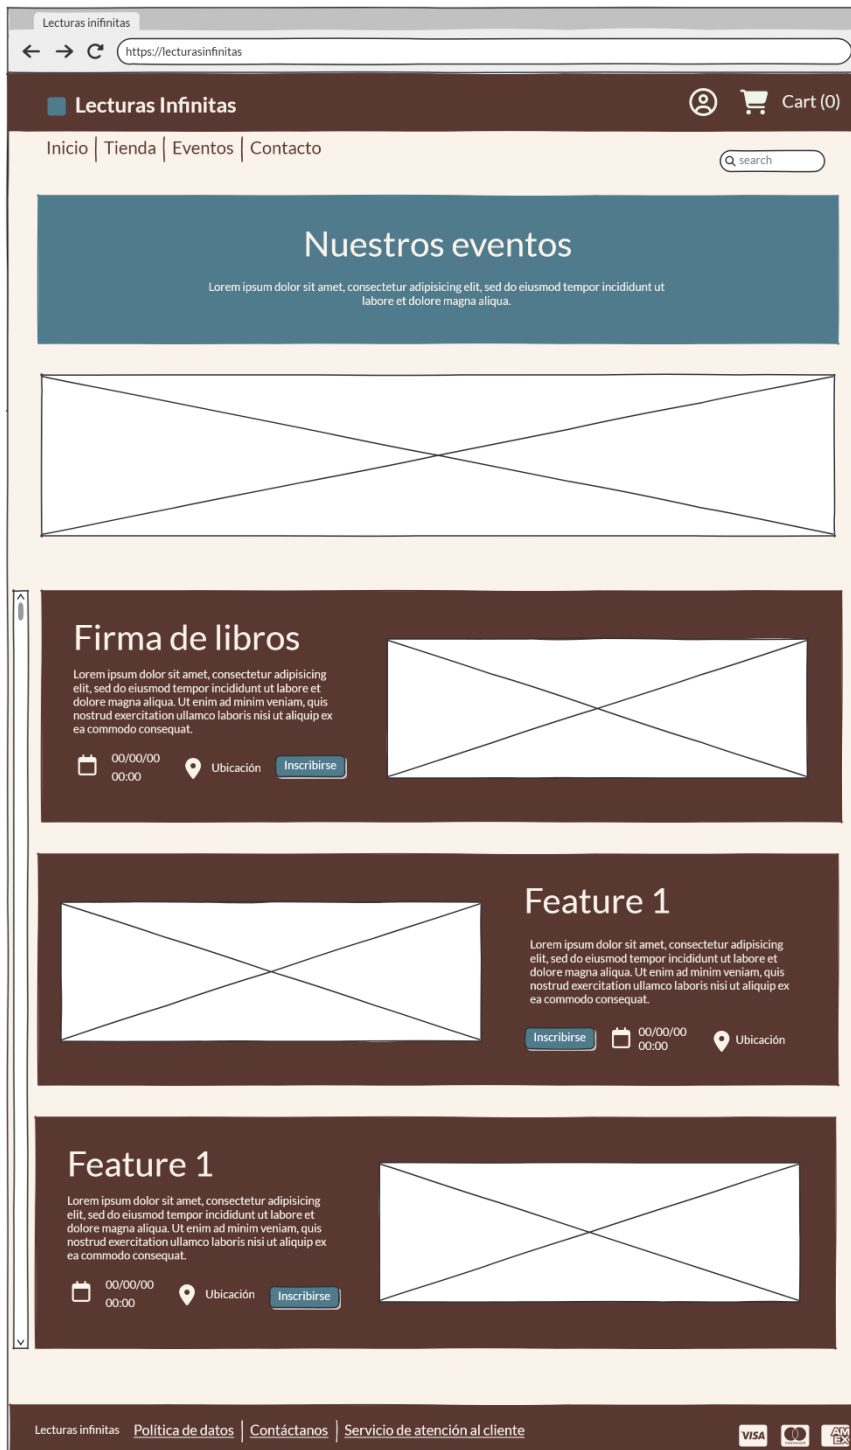 Lecturas inifinitas
https://lecturasinfinitas
Lecturas Infinitas
Cart (0)
Inicio | Tienda | Eventos | Contacto
search
Nuestros eventos
Lorem ipsum dolor sit amet, consectetur adipisicing elit, sed do eiusmod tempor incididunt ut
labore et dolore magna aliqua.
Firma de libros
Lorem ipsum dolor sit amet, consectetur adipisicing
elit, sed do eiusmod tempor incididunt ut labore et
dolore magna aliqua. Ut enim ad minim veniam, quis
nostrud exercitation ullamco laboris nisi ut aliquip ex
ea commodo consequat.
00/00/00
00:00
Ubicación
Inscribirse
Feature 1
Lorem ipsum dolor sit amet, consectetur adipisicing
elit, sed do eiusmod tempor incididunt ut labore et
dolore magna aliqua. Ut enim ad minim veniam, quis
nostrud exercitation ullamco laboris nisi ut aliquip ex
ea commodo consequat.
Inscribirse
00/00/00
00:00
Ubicación
Feature 1
Lorem ipsum dolor sit amet, consectetur adipisicing
elit, sed do eiusmod tempor incididunt ut labore et
dolore magna aliqua. Ut enim ad minim veniam, quis
nostrud exercitation ullamco laboris nisi ut aliquip ex
ea commodo consequat.
00/00/00
00:00
Ubicación
Inscribirse
Lecturas infinitas
Política de datos | Contáctanos | Servicio de atención al cliente
VISA
AM
EX